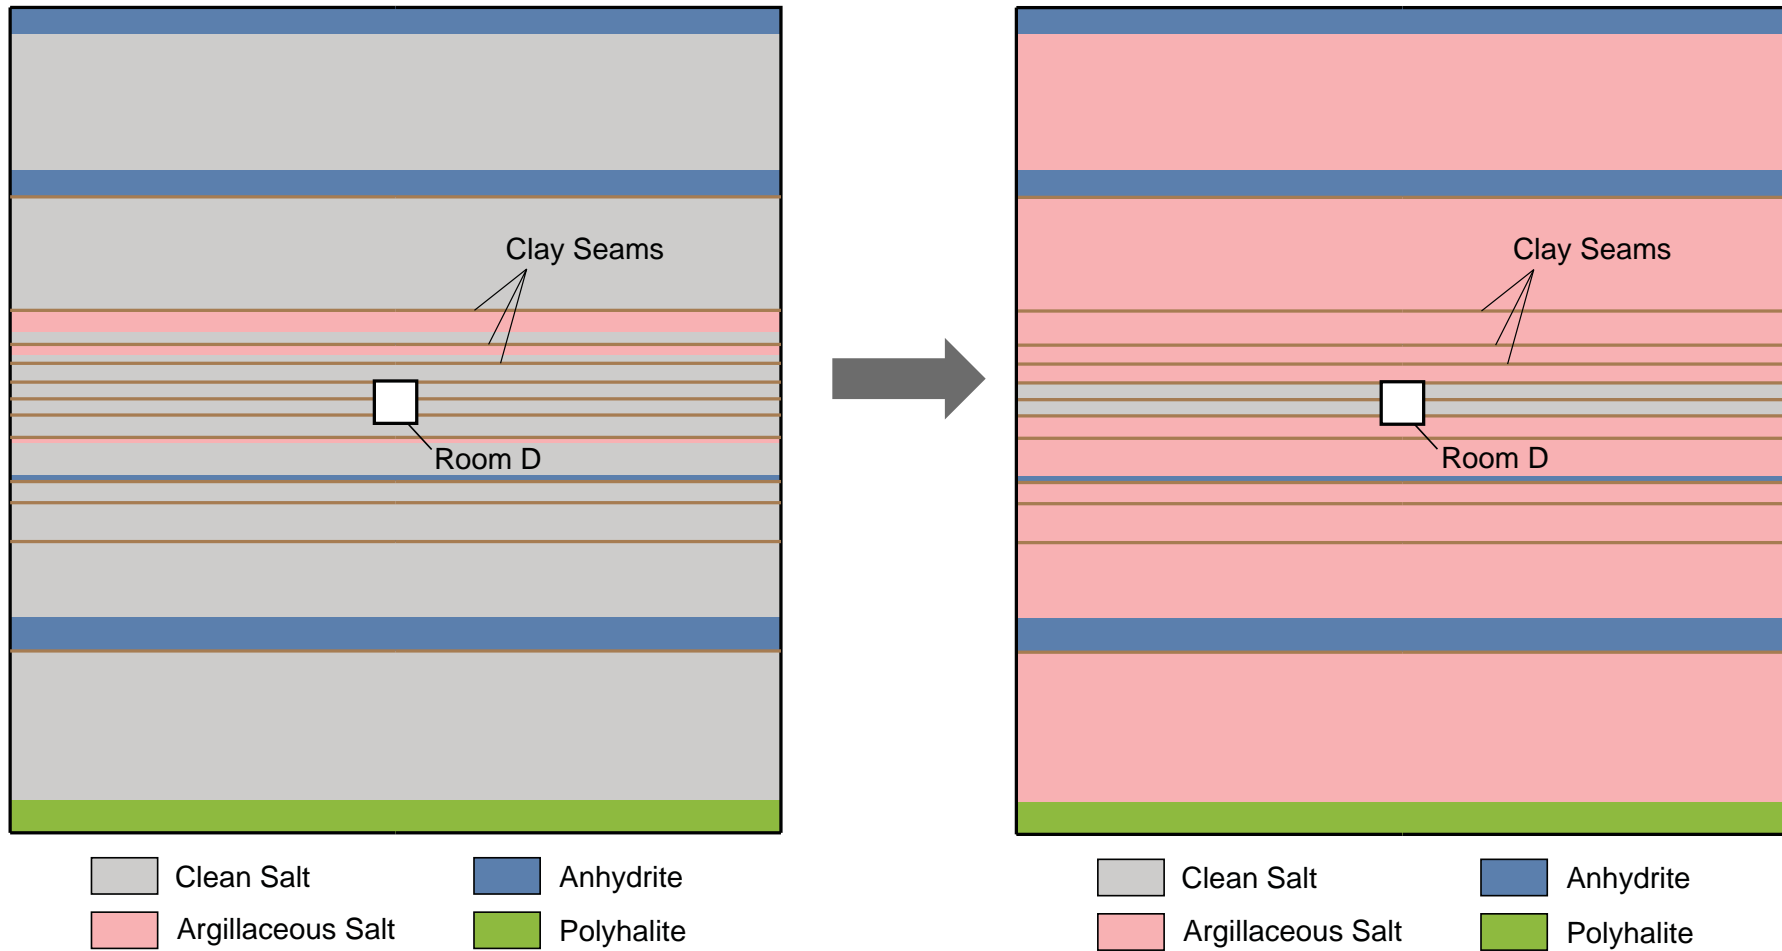 Clay Seams
Room D
Clean Salt
Anhydrite
Argillaceous Salt
Polyhalite
Clay Seams
Room D
Clean Salt
Anhydrite
Argillaceous Salt
Polyhalite